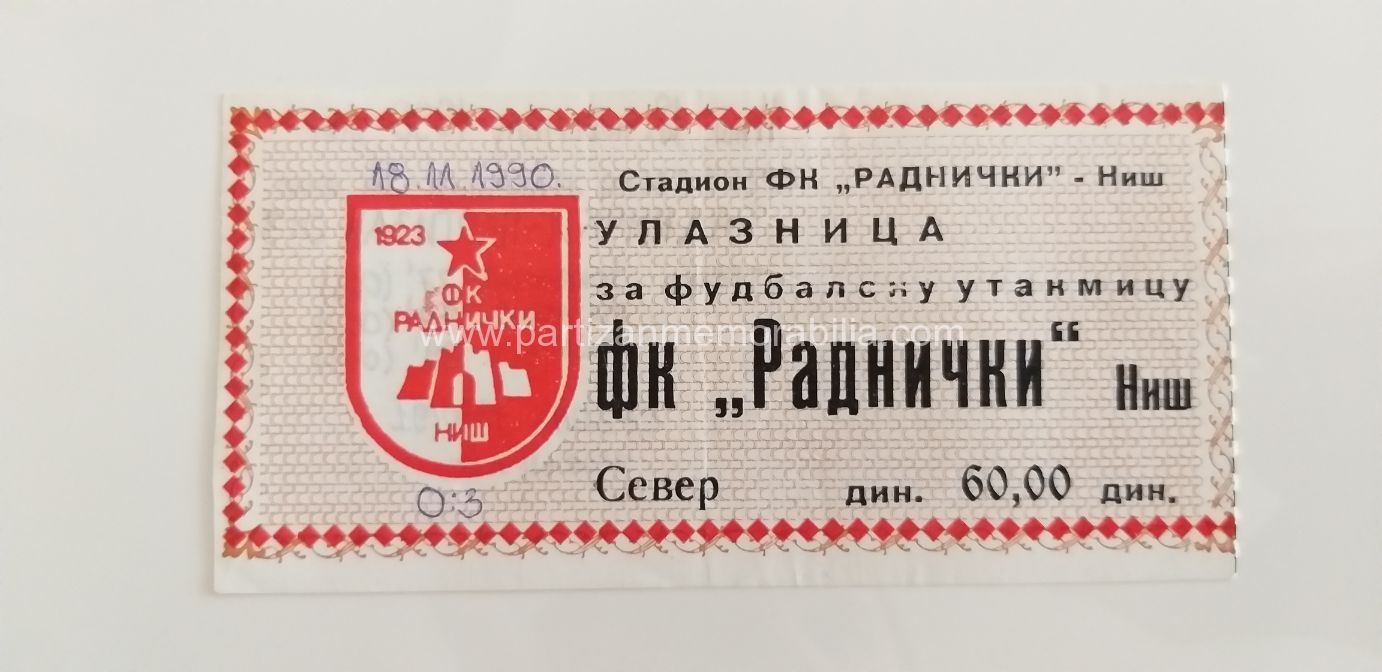 18.11.1990.
Стадион ФК „РАДНИЧКИ” - Ниш
УЛАЗНИЦА
за фудбалску утакмицу
ФК „Раднички“ Ниш
Север дин. 60,00 дин.
1923
ФК
РАДНИЧКИ
НИШ
0:3
www.partizanmemorabilia.com